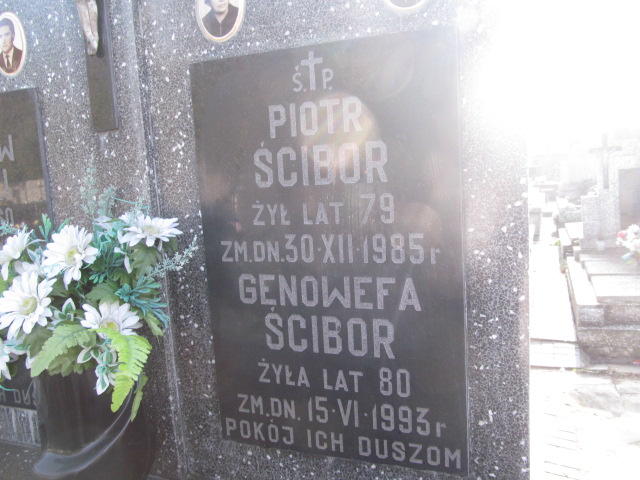 Ś.†P.
PIOTR
ŚCIBOR
ŻYŁ LAT 79
ZM.DN.30·XII·1985r
GENOWEFA
ŚCIBOR
ŻYŁA LAT 80
ZM.DN.15·VI·1993r
POKÓJ ICH DUSZOM